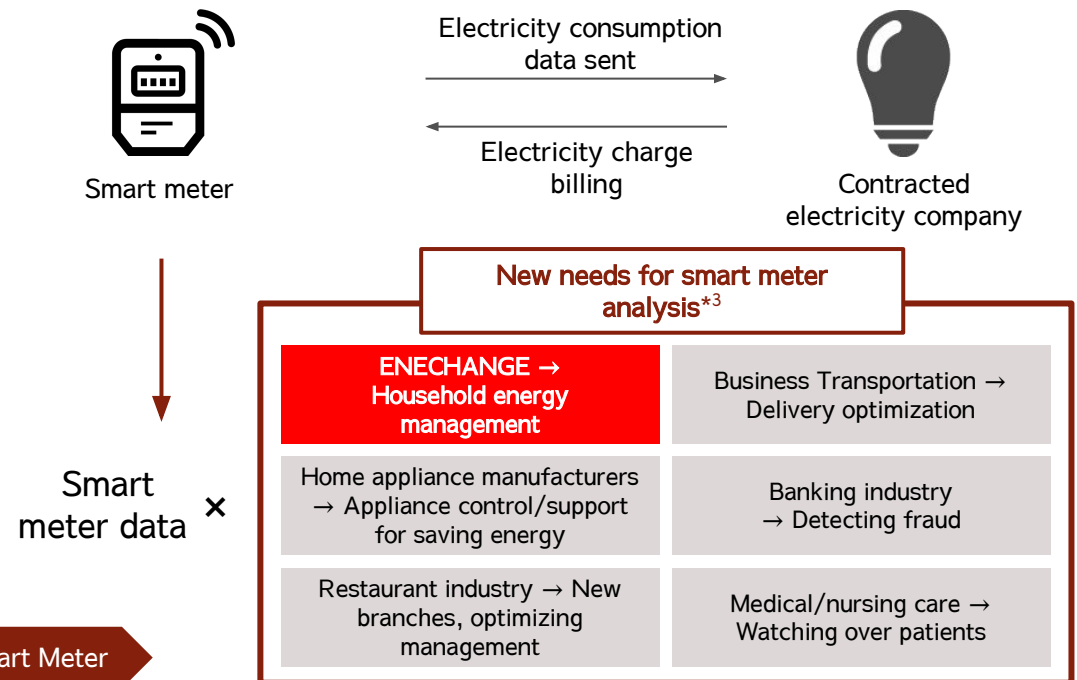 Electricity consumption
data sent
Electricity charge
billing
Smart meter
Contracted
electricity company
New needs for smart meter
analysis*3
ENECHANGE →
Household energy
management
Business Transportation →
Delivery optimization
Smart
meter data ×
Home appliance manufacturers
→ Appliance control/support
for saving energy
Banking industry
→ Detecting fraud
Restaurant industry → New
branches, optimizing
management
Medical/nursing care →
Watching over patients
art Meter